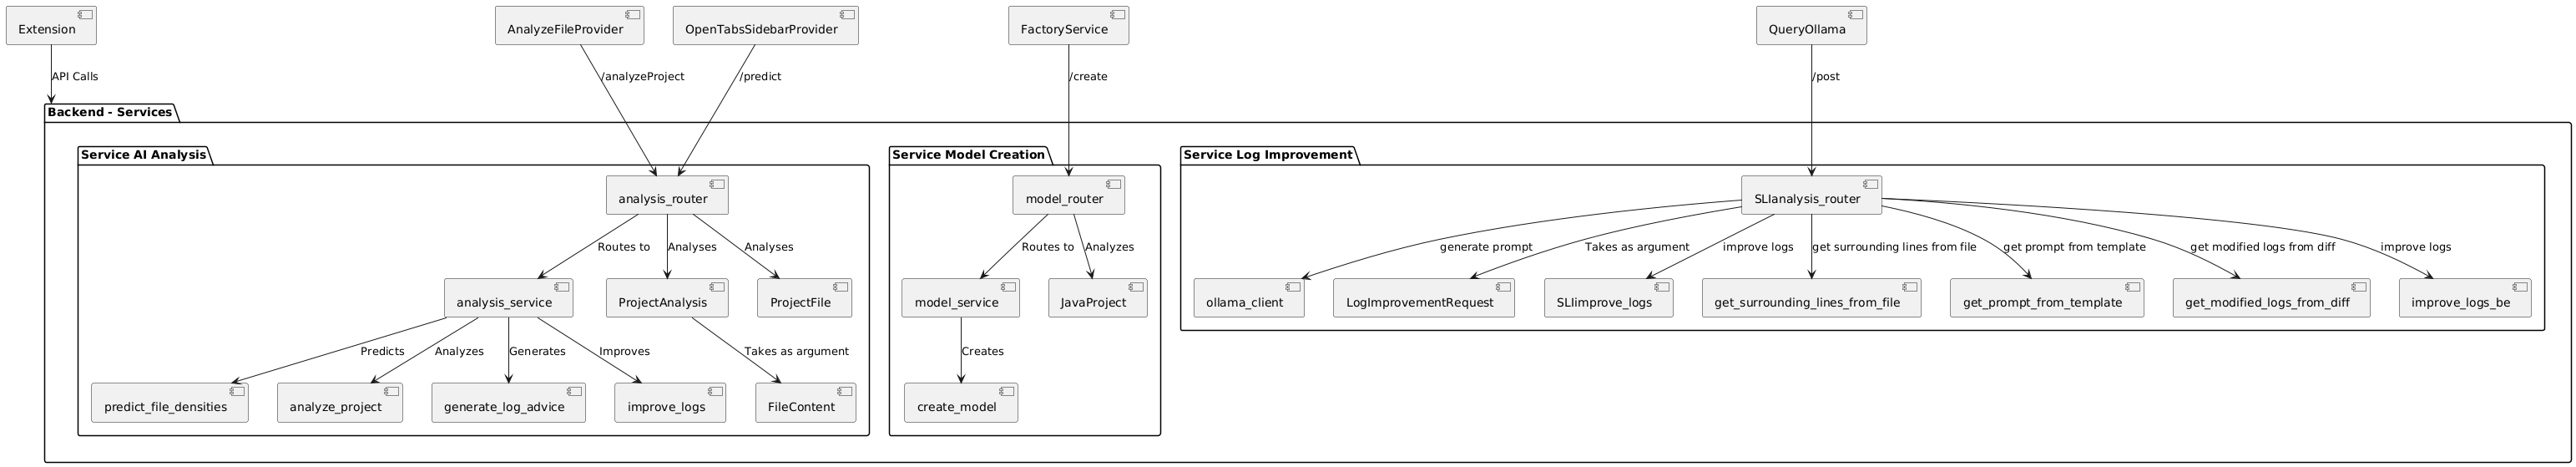 Extension
AnalyzeFileProvider
OpenTabsSidebarProvider
FactoryService
QueryOllama
API Calls
/analyzeProject
/predict
/create
/post
Backend - Services
Service AI Analysis
Service Model Creation
Service Log Improvement
analysis_router
model_router
SLIanalysis_router
Routes to
Analyses
Analyses
Routes to
Analyzes
generate prompt
Takes as argument
improve logs
get surrounding lines from file
get prompt from template
get modified logs from diff
improve logs
analysis_service
ProjectAnalysis
ProjectFile
model_service
JavaProject
ollama_client
LogImprovementRequest
SLIimprove_logs
get_surrounding_lines_from_file
get_prompt_from_template
get_modified_logs_from_diff
improve_logs_be
Predicts
Analyzes
Generates
Improves
Takes as argument
Creates
predict_file_densities
analyze_project
generate_log_advice
improve_logs
FileContent
create_model